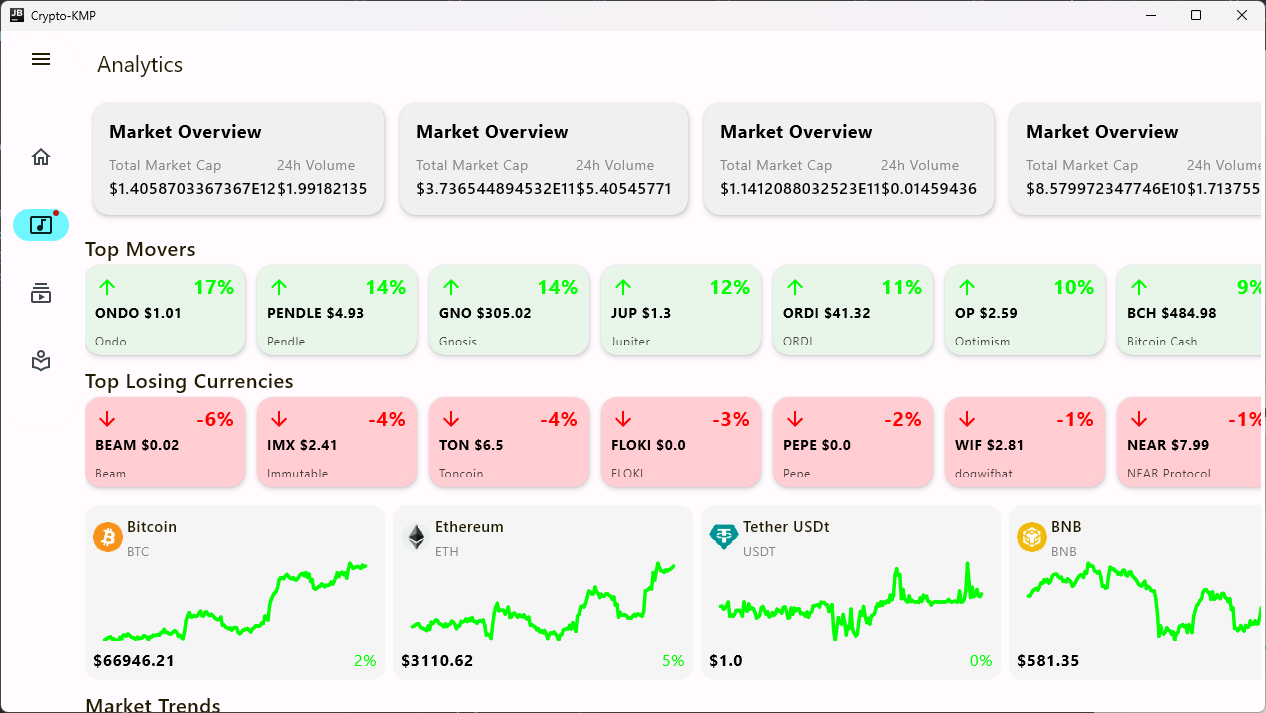 JB Crypto-KMP
Analytics
Market Overview Market Overview Market Overview Market Overview
Total Market Cap 24h Volume Total Market Cap 24h Volume Total Market Cap 24h Volume Total Market Cap 24h Volume
$1.4058703367367E12 $1.99182135 $3.736544894532E11 $5.40545771 $1.1412088032523E11 $0.01459436 $8.579972347746E10 $1.713755
Top Movers
17% 14% 14% 12% 11% 10% 9%
ONDO $1.01 PENDLE $4.93 GNO $305.02 JUP $1.3 ORDI $41.32 OP $2.59 BCH $484.98
Ondo Pendle Gnosis Jupiter ORDI Optimism Bitcoin Cash
Top Losing Currencies
-6% -4% -4% -3% -2% -1% -1%
BEAM $0.02 IMX $2.41 TON $6.5 FLOKI $0.0 PEPE $0.0 WIF $2.81 NEAR $7.99
Beam Immutable Toncoin FLOKI Pepe dogwifhat NEAR Protocol
Bitcoin Ethereum Tether USDt BNB
BTC ETH USDT BNB
$66946.21 2% $3110.62 5% $1.0 0% $581.35
Market Trends